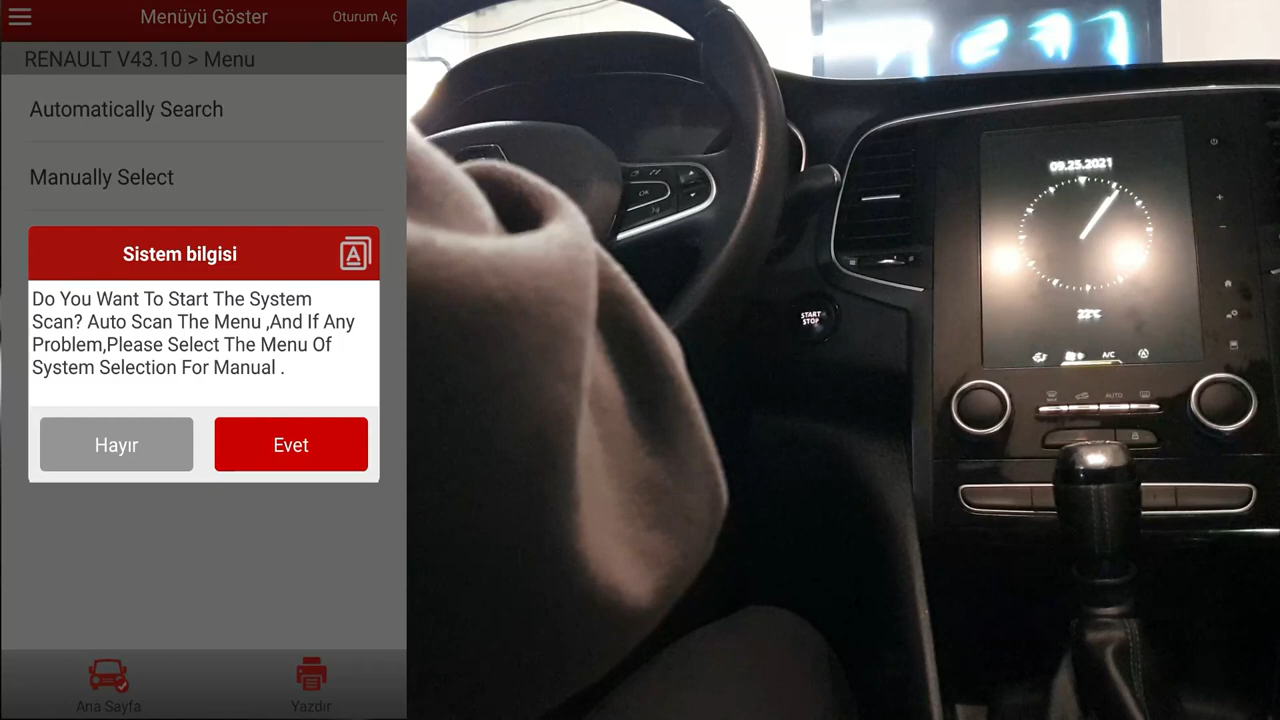 Menüyü Göster
Oturum Aç
RENAULT V43.10 > Menu
Automatically Search
Manually Select
Sistem bilgisi
A
Do You Want To Start The System
Scan? Auto Scan The Menu ,And If Any
Problem,Please Select The Menu Of
System Selection For Manual .
Hayır
Evet
Ana Sayfa
Yazdır
OK
START
STOP
09.25.2021
22°C
A/C
AUTO